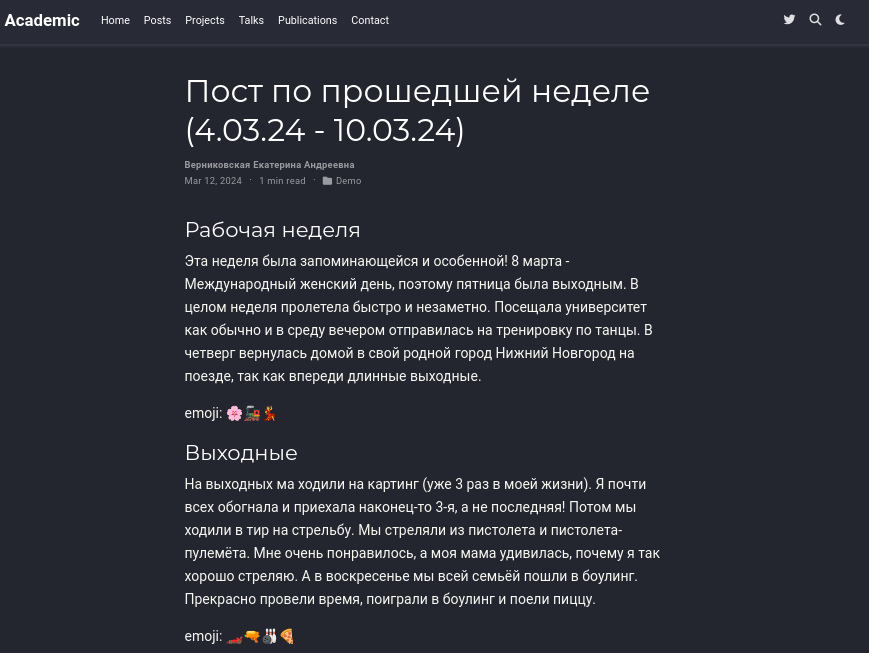 Academic Home Posts Projects Talks Publications Contact
Пост по прошедшей неделе
(4.03.24 - 10.03.24)
Верниковская Екатерина Андреевна
Mar 12, 2024 · 1 min read · Demo
Рабочая неделя
Эта неделя была запоминающейся и особенной! 8 марта -
Международный женский день, поэтому пятница была выходным. В
целом неделя пролетела быстро и незаметно. Посещала университет
как обычно и в среду вечером отправилась на тренировку по танцы. В
четверг вернулась домой в свой родной город Нижний Новгород на
поезде, так как впереди длинные выходные.
emoji: 🌸🚂💃
Выходные
На выходных ма ходили на картинг (уже 3 раз в моей жизни). Я почти
всех обогнала и приехала наконец-то 3-я, а не последняя! Потом мы
ходили в тир на стрельбу. Мы стреляли из пистолета и пистолета-
пулемёта. Мне очень понравилось, а моя мама удивилась, почему я так
хорошо стреляю. А в воскресенье мы всей семьёй пошли в боулинг.
Прекрасно провели время, поиграли в боулинг и поели пиццу.
emoji: 🏎️🔫🎳🍕